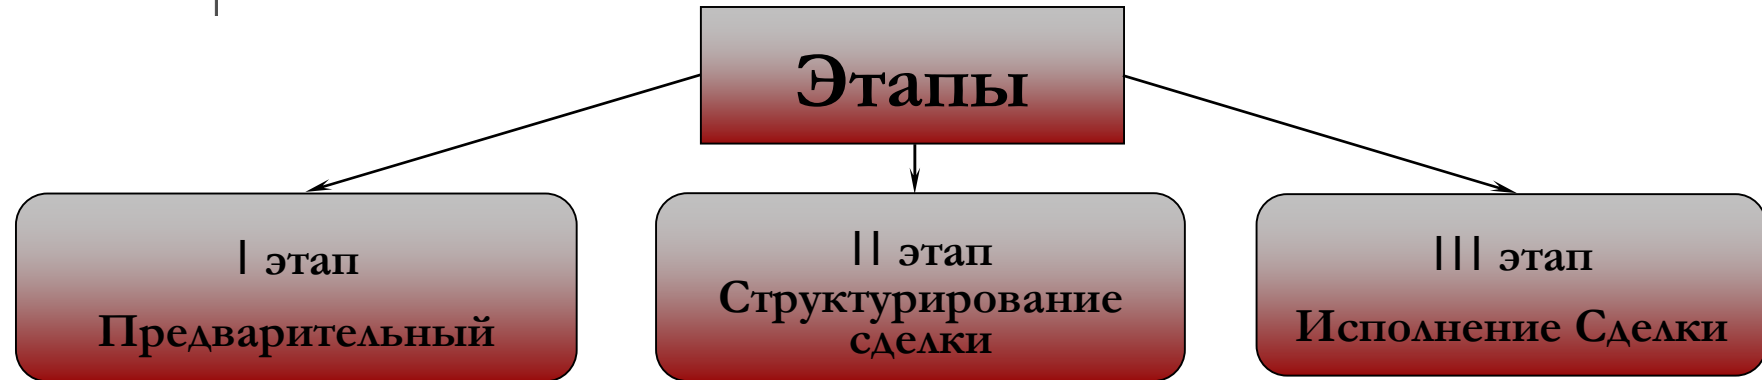 Этапы
I этап
Предварительный
II этап
Структурирование
сделки
III этап
Исполнение Сделки